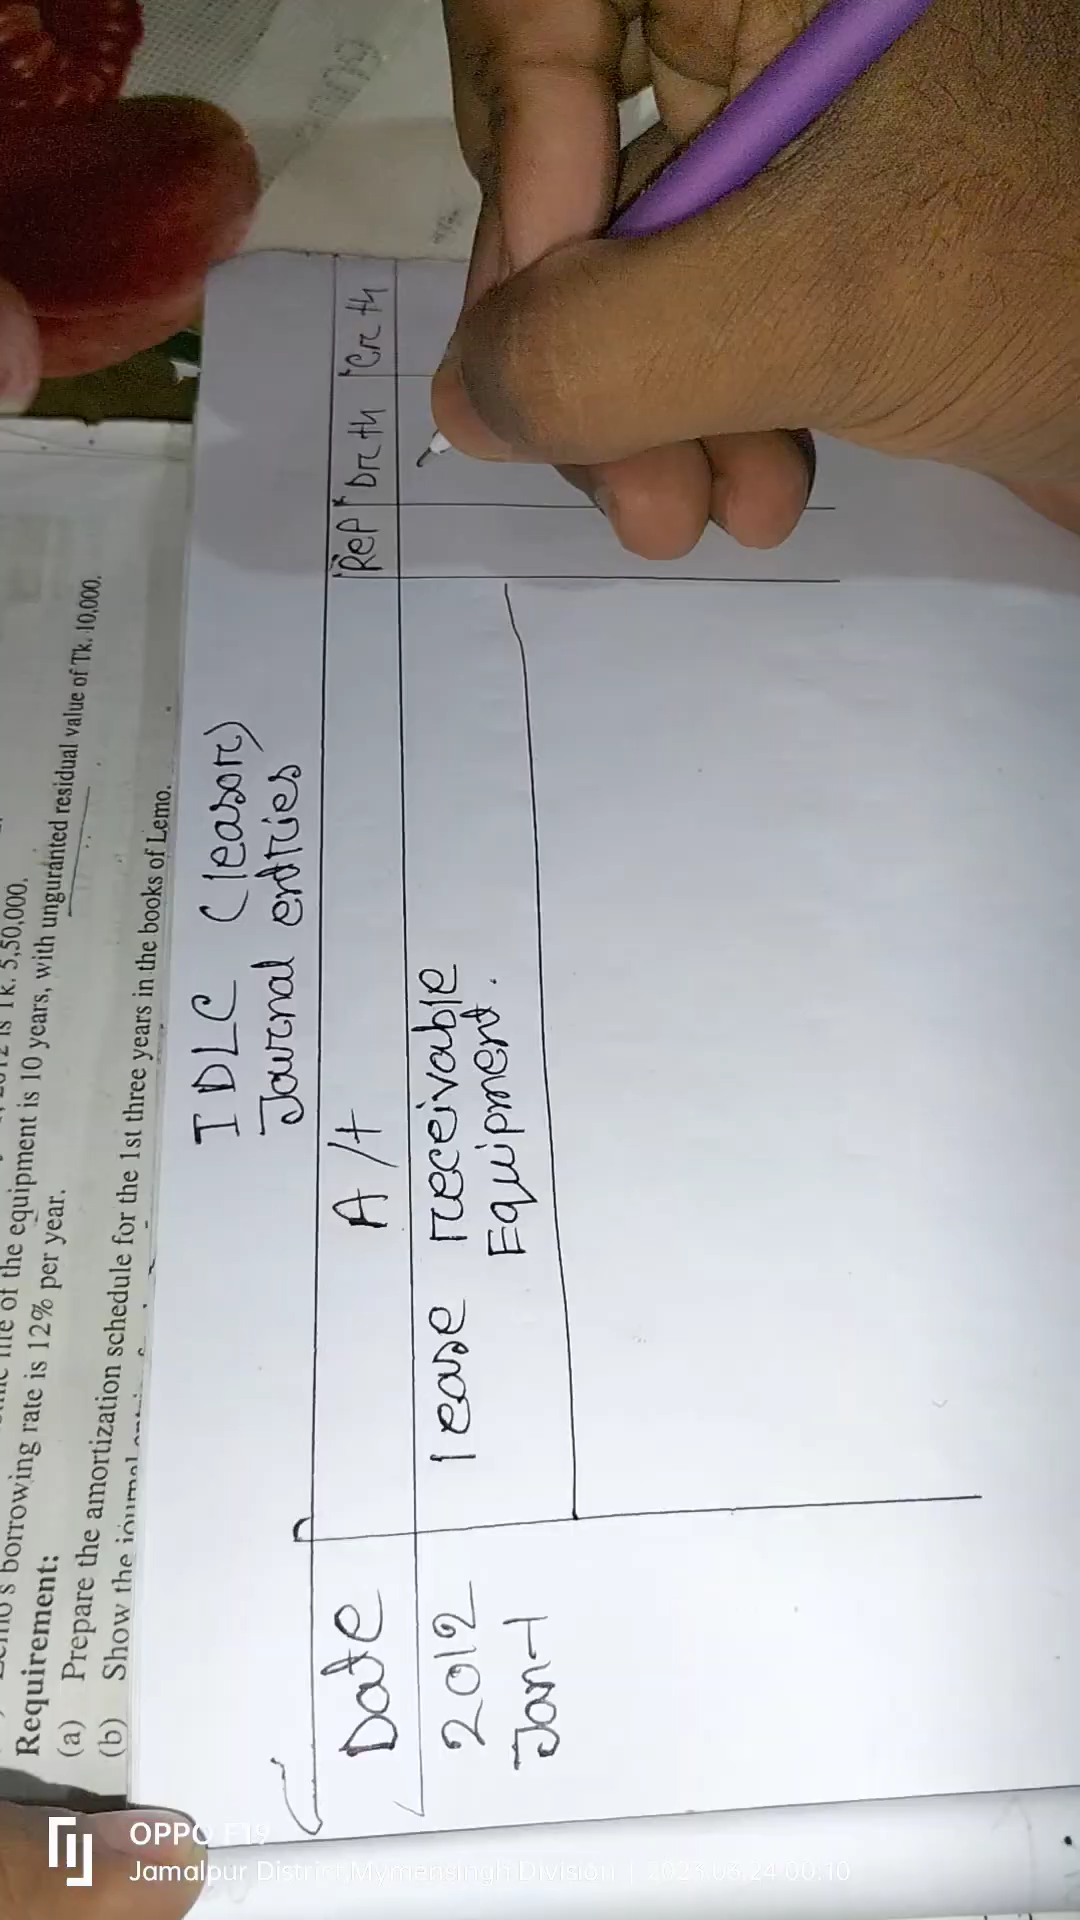 is Tk. 5,50,000.
life of the equipment is 10 years, with unguranted residual value of Tk. 10,000.
's borrowing rate is 12% per year.
Requirement:
(a) Prepare the amortization schedule for the 1st three years in the books of Lemo.
(b) Show the journal
IDLC (leasor)
Journal entries
Date A/t Ref Dr th Cr th
2012 lease receivable
Jan-1 Equipment.
OPPO F19
Jamalpur District, Mymensingh Division